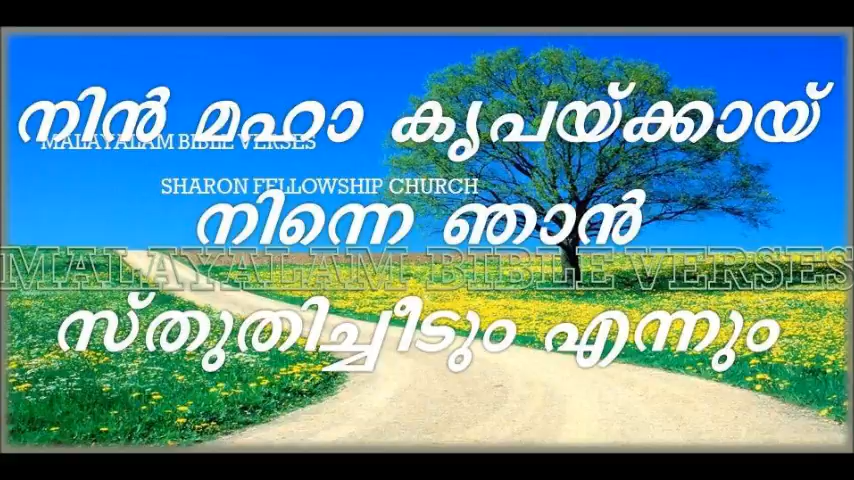 നിൻ മഹാ കൃപയ്ക്കായ്
MALAYALAM BIBLE VERSES
SHARON FELLOWSHIP CHURCH
നിന്നെ ഞാൻ
MALAYALAM BIBLE VERSES
സ്തുതിച്ചീടും എന്നും